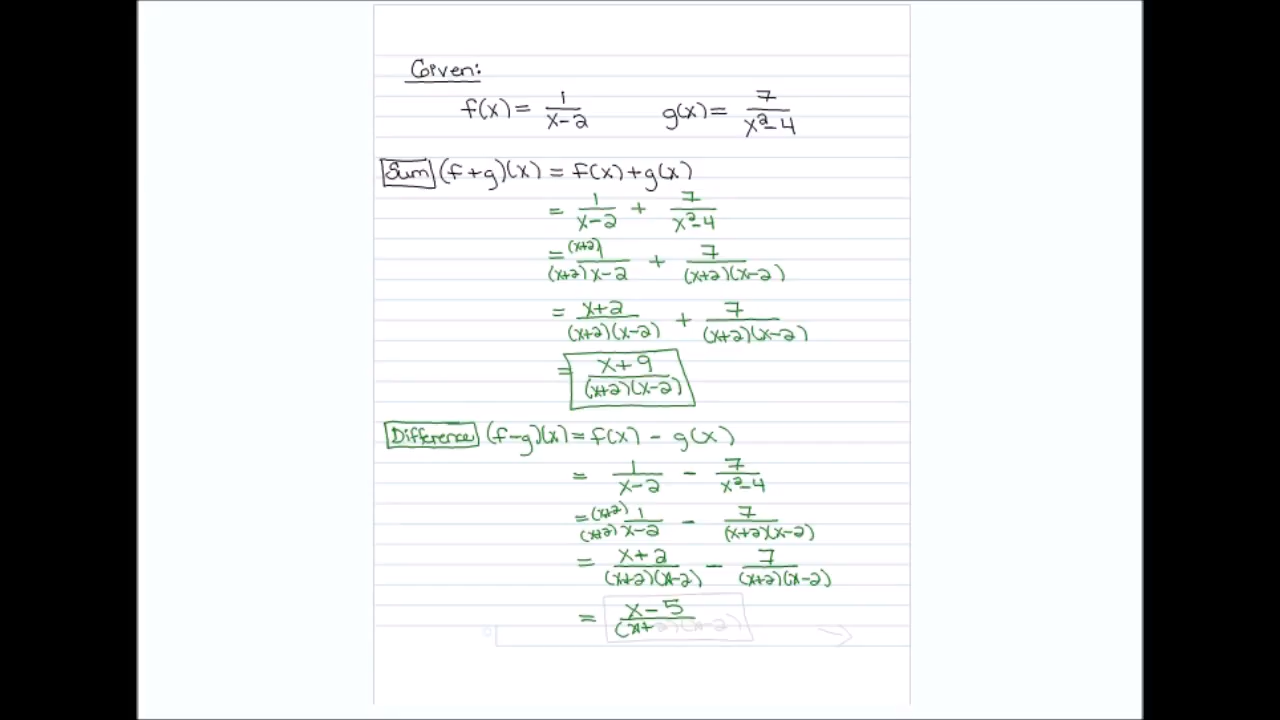 Given:
f(x) = 1/(x-2)  g(x) = 7/(x²-4)
Sum (f+g)(x) = f(x)+g(x)
= 1/(x-2) + 7/(x²-4)
= (x+2)1/(x+2)x-2 + 7/(x+2)(x-2)
= x+2/(x+2)(x-2) + 7/(x+2)(x-2)
= x+9/(x+2)(x-2)
Difference (f-g)(x) = f(x) - g(x)
= 1/(x-2) - 7/(x²-4)
= (x+2)1/(x+2)x-2 - 7/(x+2)(x-2)
= x+2/(x+2)(x-2) - 7/(x+2)(x-2)
= x-5/(x+2)(x-2)